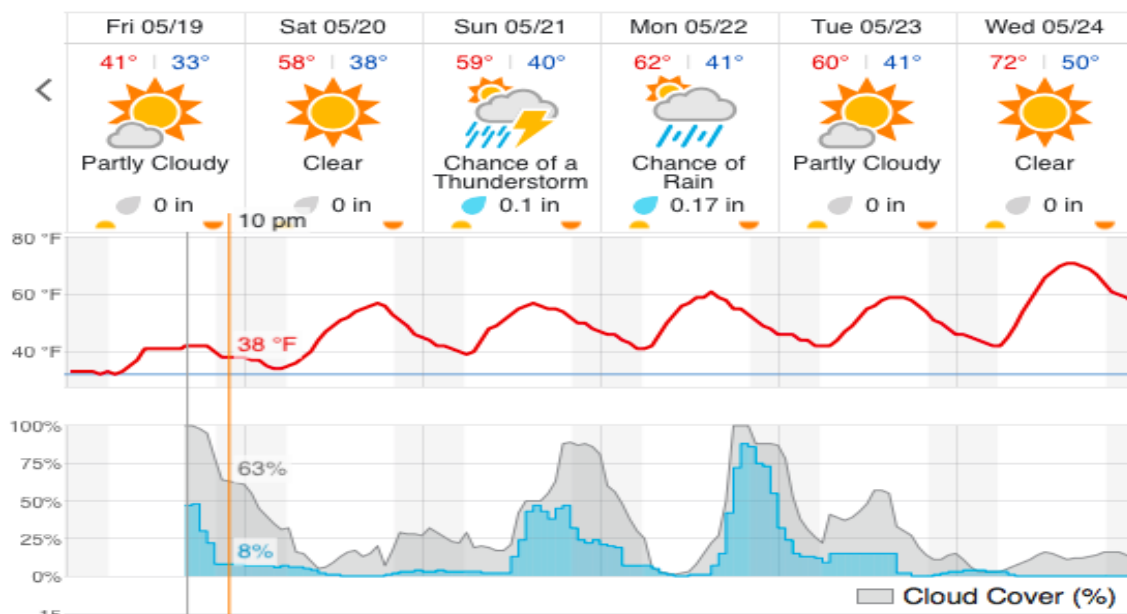 Fri 05/19 Sat 05/20 Sun 05/21 Mon 05/22 Tue 05/23 Wed 05/24
41° | 33° 58° | 38° 59° | 40° 62° | 41° 60° | 41° 72° | 50°
Partly Cloudy Clear Chance of a Thunderstorm Chance of Rain Partly Cloudy Clear
0 in 0 in 0.1 in 0.17 in 0 in 0 in
10 pm
80 °F
60 °F
40 °F
38 °F
100%
75%
63%
50%
25%
8%
0%
Cloud Cover (%)